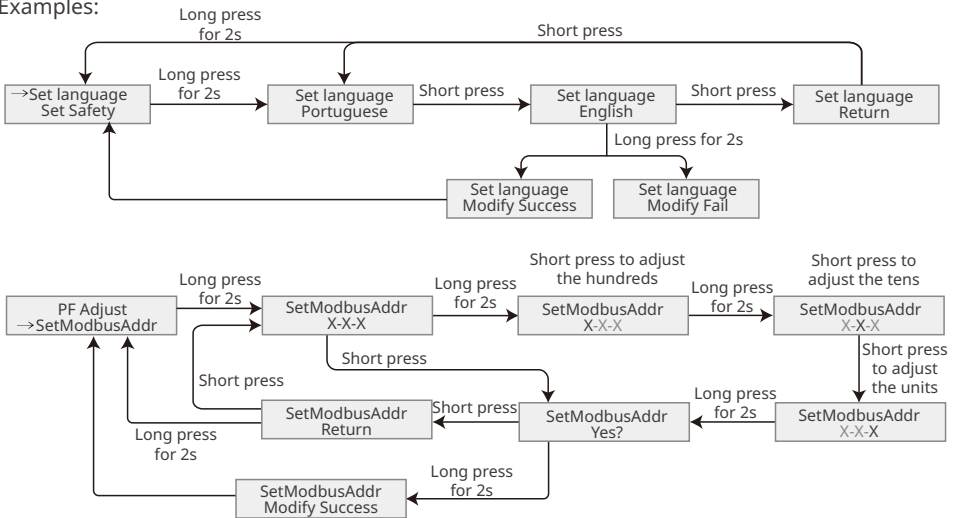 Examples:
Long press
for 2s
Short press
→Set language
Set Safety
Long press
for 2s
Set language
Portuguese
Short press
Set language
English
Short press
Set language
Return
Long press for 2s
Set language
Modify Success
Set language
Modify Fail
PF Adjust
→SetModbusAddr
Long press
for 2s
SetModbusAddr
X-X-X
Long press
for 2s
Short press to adjust
the hundreds
SetModbusAddr
X-X-X
Long press
for 2s
Short press to
adjust the tens
SetModbusAddr
X-X-X
Short press
to adjust
the units
Short press
Short press
SetModbusAddr
Return
Short press
SetModbusAddr
Yes?
Long press
for 2s
SetModbusAddr
X-X-X
Long press
for 2s
Long press
for 2s
SetModbusAddr
Modify Success